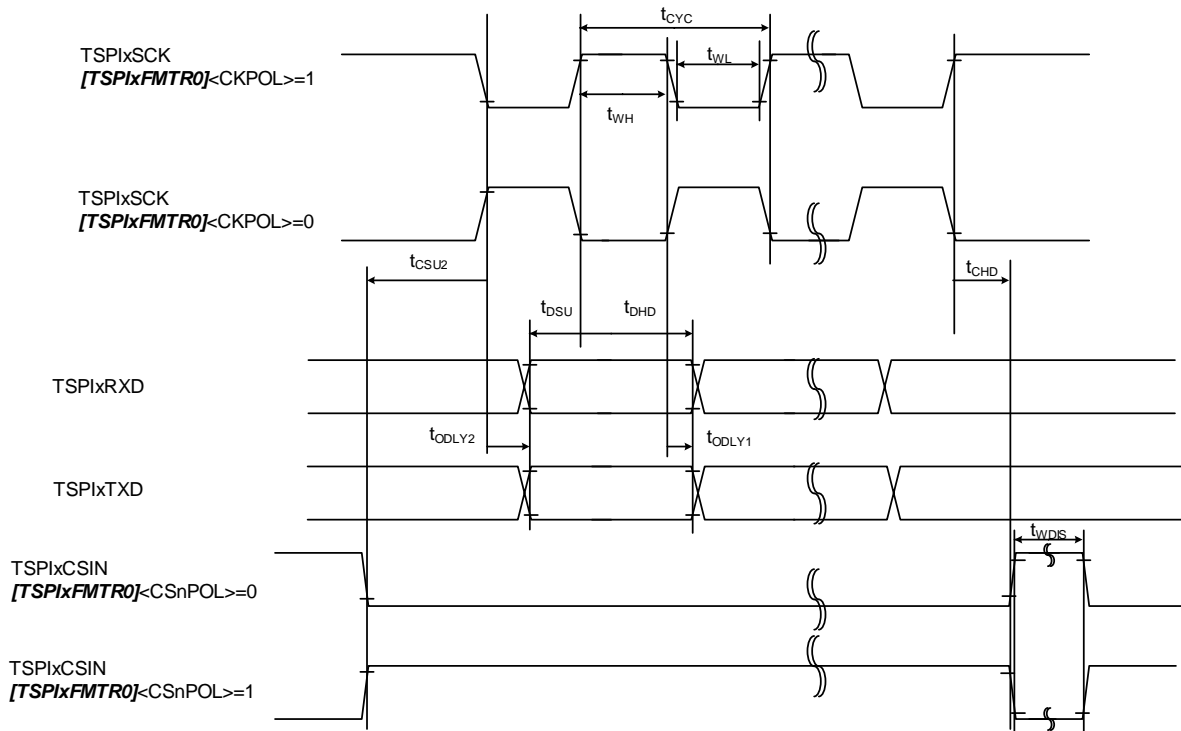 tCYC
TSPIxSCK
[TSPIxFMTR0]<CKPOL>=1
tWL
tWH
TSPIxSCK
[TSPIxFMTR0]<CKPOL>=0
tCSU2
tCHD
tDSU
tDHD
TSPIxRXD
tODLY2
tODLY1
TSPIxTXD
tWDIS
TSPIxCSIN
[TSPIxFMTR0]<CSnPOL>=0
TSPIxCSIN
[TSPIxFMTR0]<CSnPOL>=1